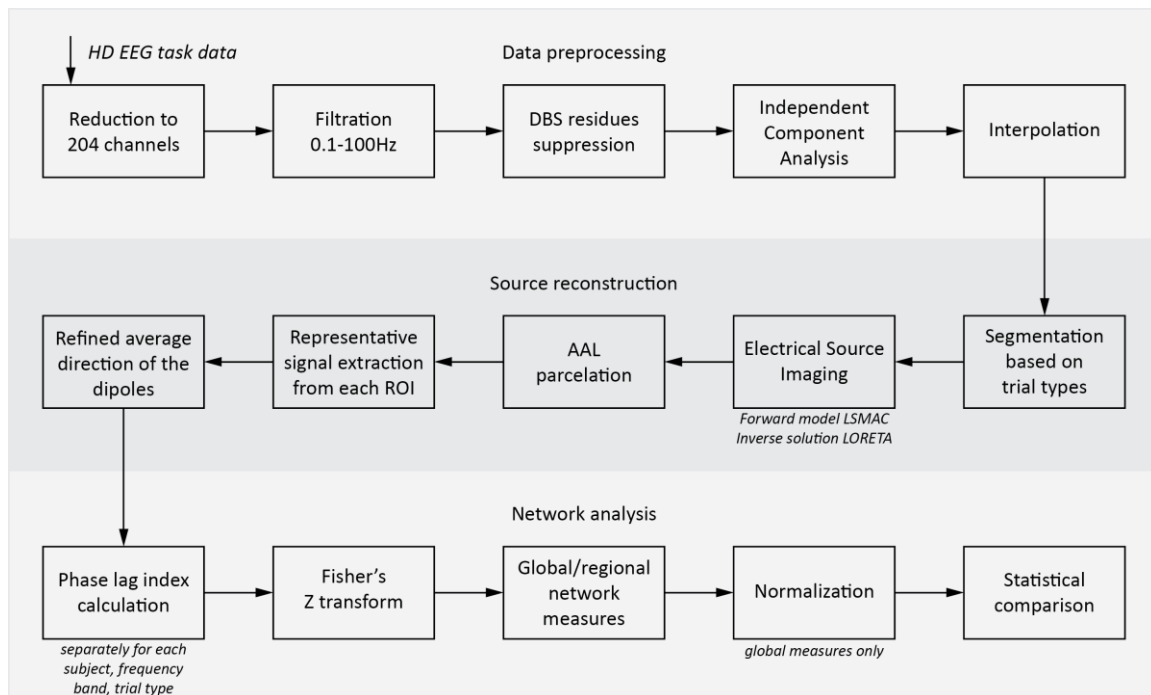 HD EEG task data
Data preprocessing
Reduction to
204 channels
Filtration
0.1-100Hz
DBS residues
suppression
Independent
Component
Analysis
Interpolation
Source reconstruction
Refined average
direction of the
dipoles
Representative
signal extraction
from each ROI
AAL
parcelation
Electrical Source
Imaging
Forward model LSMAC
Inverse solution LORETA
Segmentation
based on
trial types
Network analysis
Phase lag index
calculation
separately for each
subject, frequency
band, trial type
Fisher's
Z transform
Global/regional
network
measures
Normalization
global measures only
Statistical
comparison